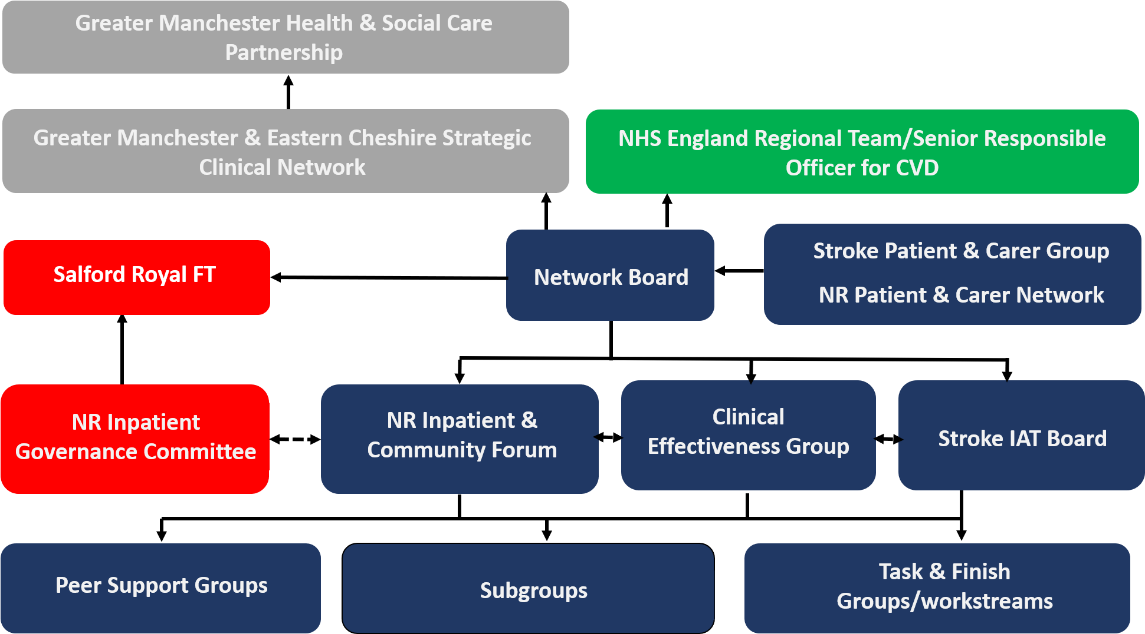 Greater Manchester Health & Social Care
Partnership
Greater Manchester & Eastern Cheshire Strategic
Clinical Network
NHS England Regional Team/Senior Responsible
Officer for CVD
Salford Royal FT
Network Board
Stroke Patient & Carer Group
NR Patient & Carer Network
NR Inpatient
Governance Committee
NR Inpatient &
Community Forum
Clinical
Effectiveness Group
Stroke IAT Board
Peer Support Groups
Subgroups
Task & Finish
Groups/workstreams